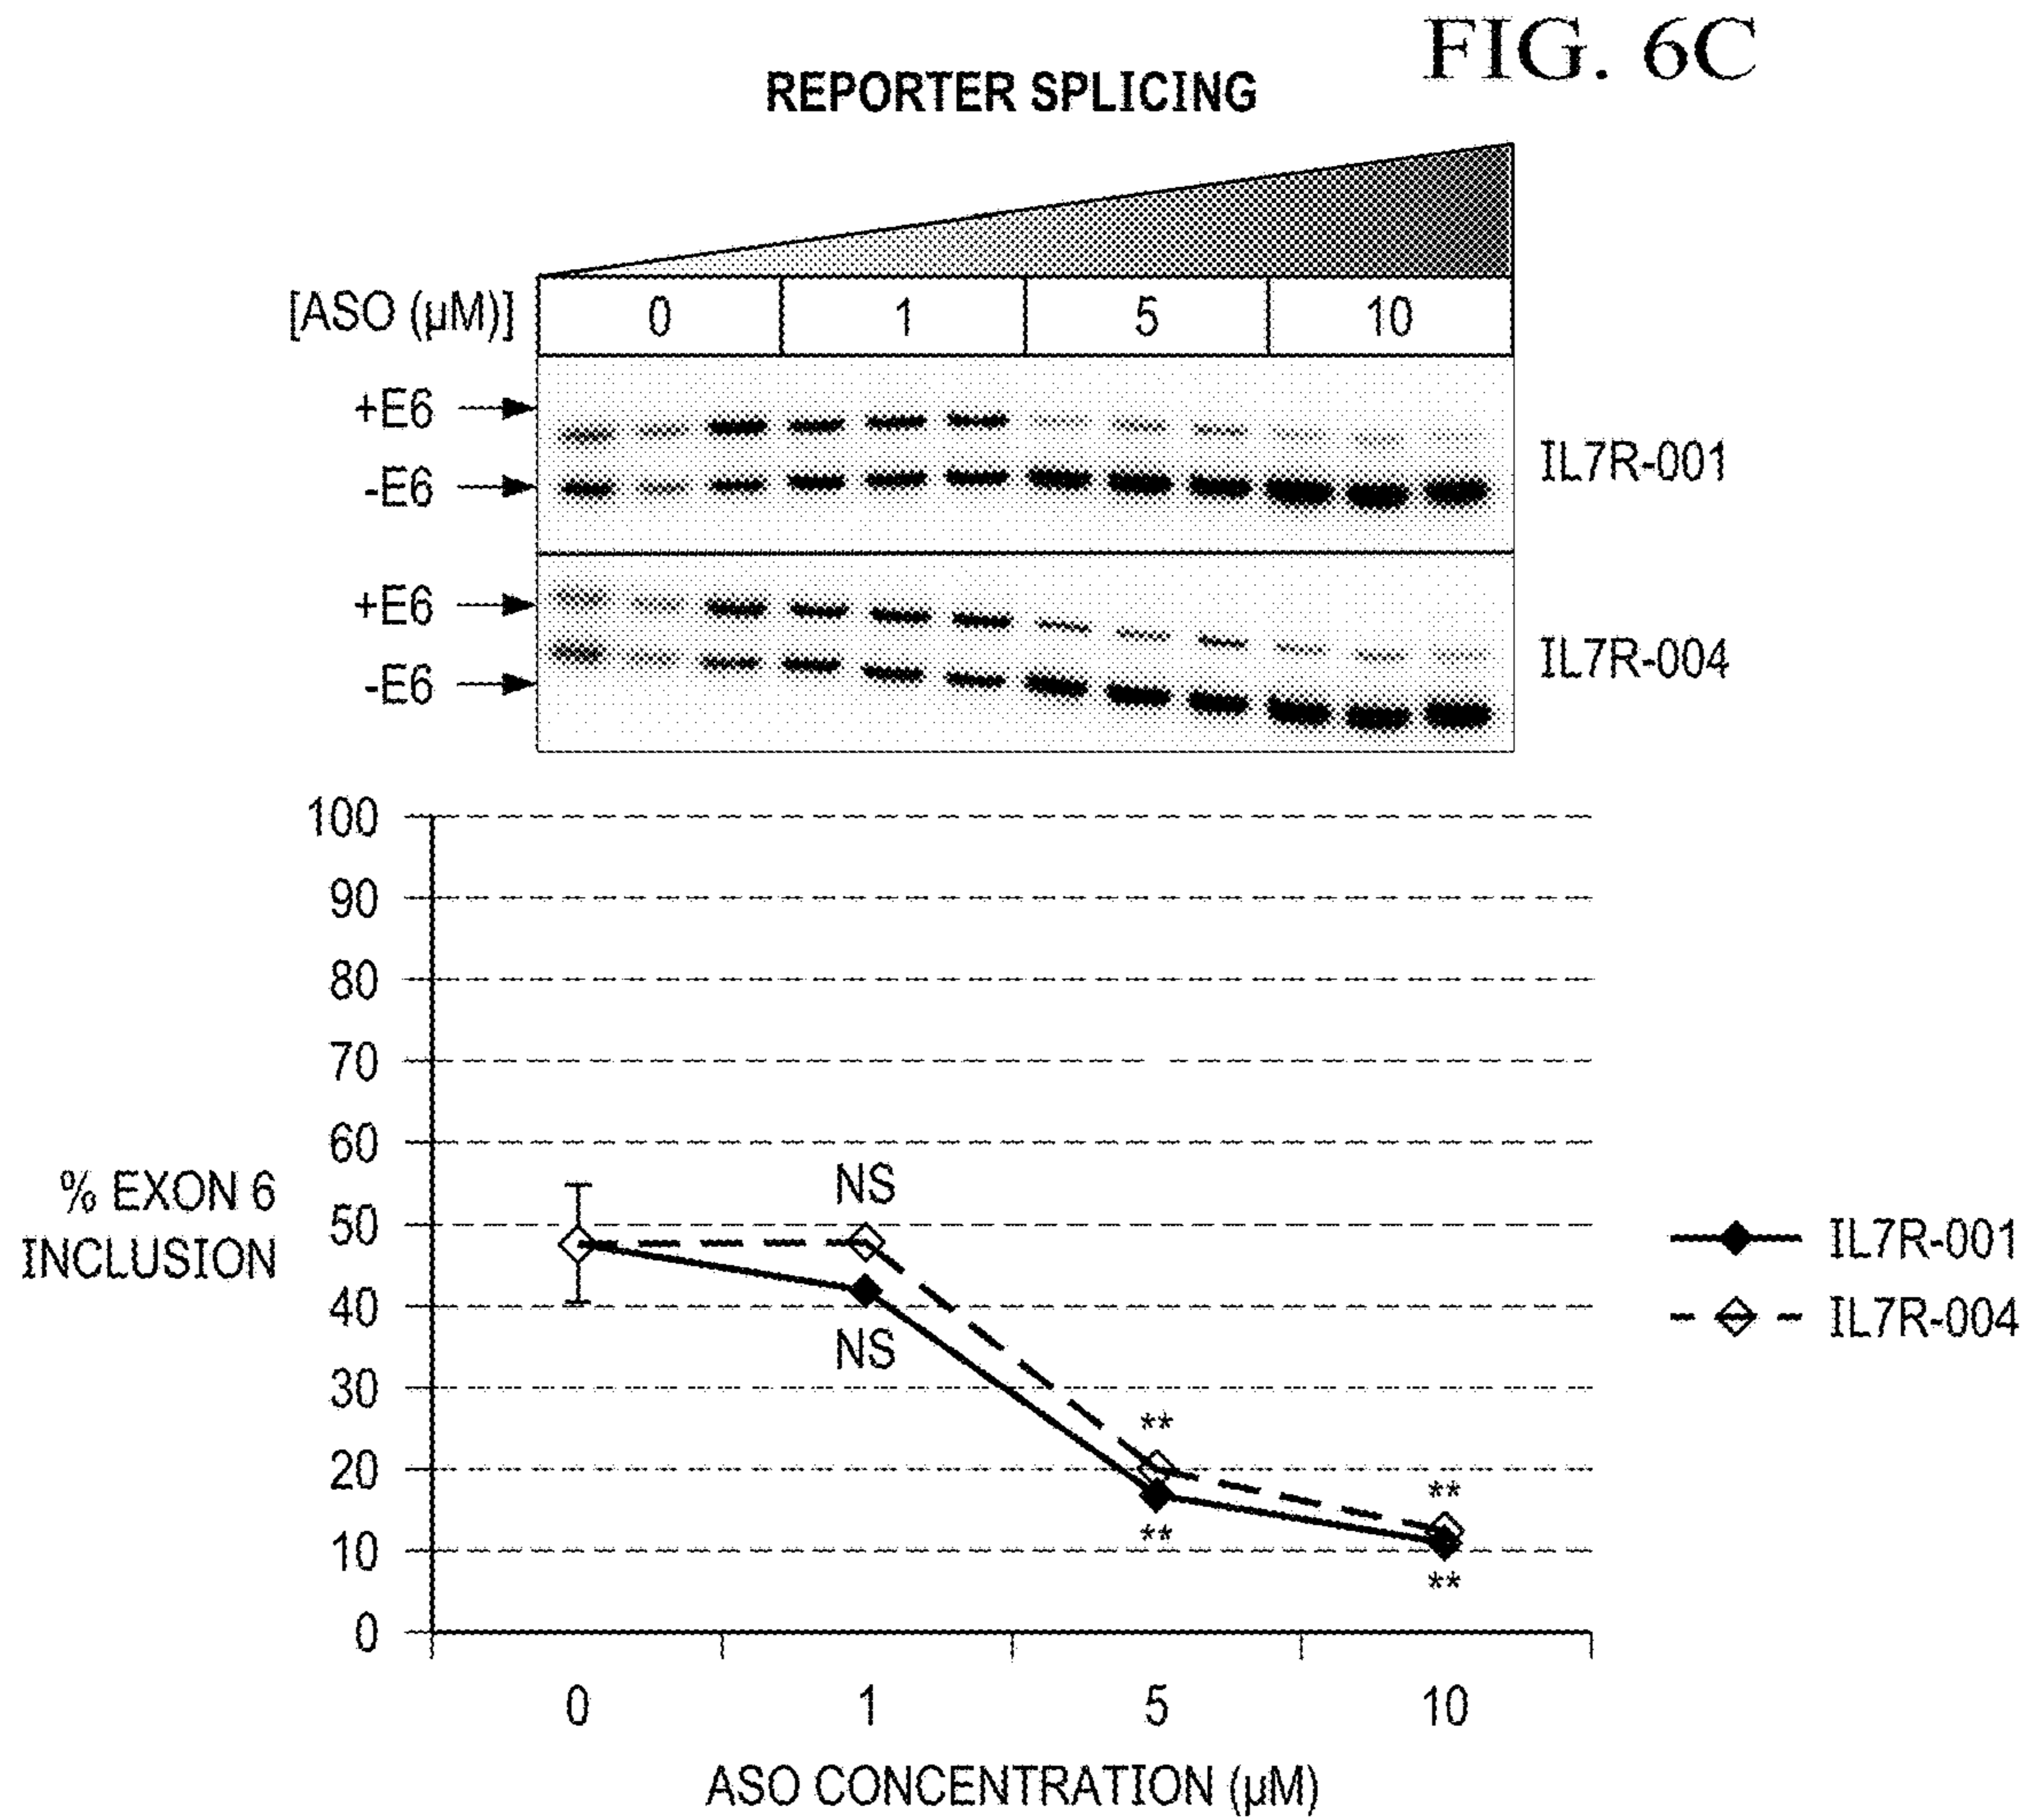 FIG. 6C
REPORTER SPLICING
[ASO (µM)] 0 1 5 10
+E6
-E6
IL7R-001
+E6
-E6
IL7R-004
100
90
80
70
60
50
40
30
20
10
0
% EXON 6
INCLUSION
NS
NS
**
**
**
**
IL7R-001
IL7R-004
0 1 5 10
ASO CONCENTRATION (µM)